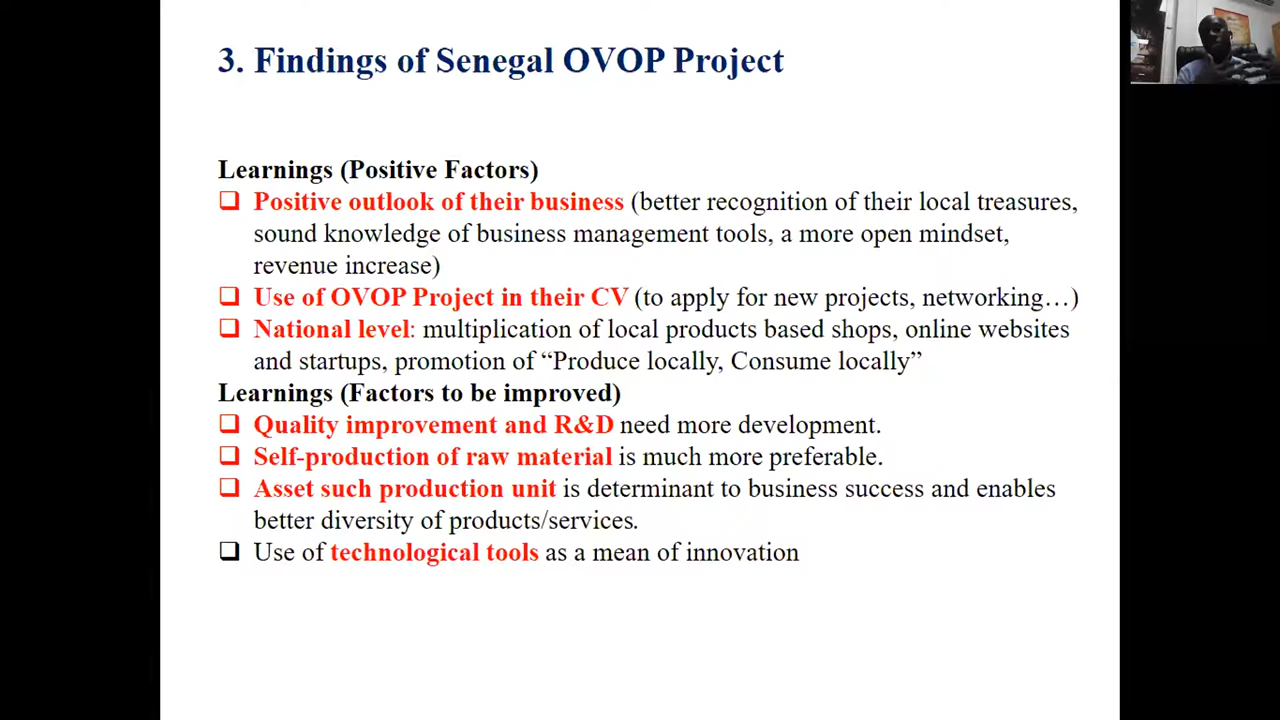 3. Findings of Senegal OVOP Project
Learnings (Positive Factors)
❑ Positive outlook of their business (better recognition of their local treasures,
sound knowledge of business management tools, a more open mindset,
revenue increase)
❑ Use of OVOP Project in their CV (to apply for new projects, networking…)
❑ National level: multiplication of local products based shops, online websites
and startups, promotion of “Produce locally, Consume locally”
Learnings (Factors to be improved)
❑ Quality improvement and R&D need more development.
❑ Self-production of raw material is much more preferable.
❑ Asset such production unit is determinant to business success and enables
better diversity of products/services.
❑ Use of technological tools as a mean of innovation